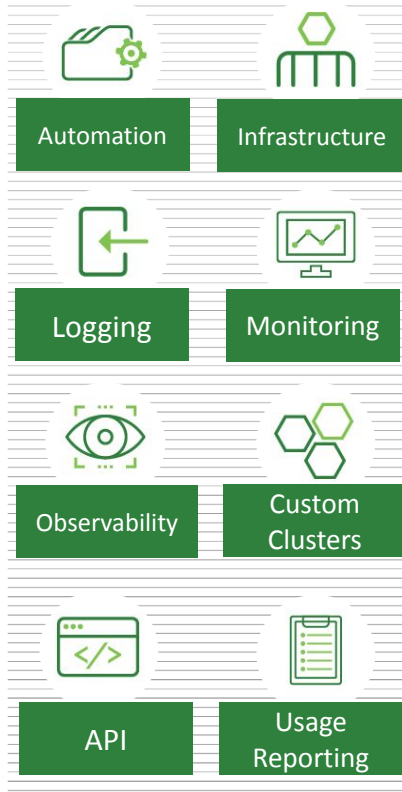 Automation
Infrastructure
Logging
Monitoring
Observability
Custom
Clusters
</>
API
Usage
Reporting